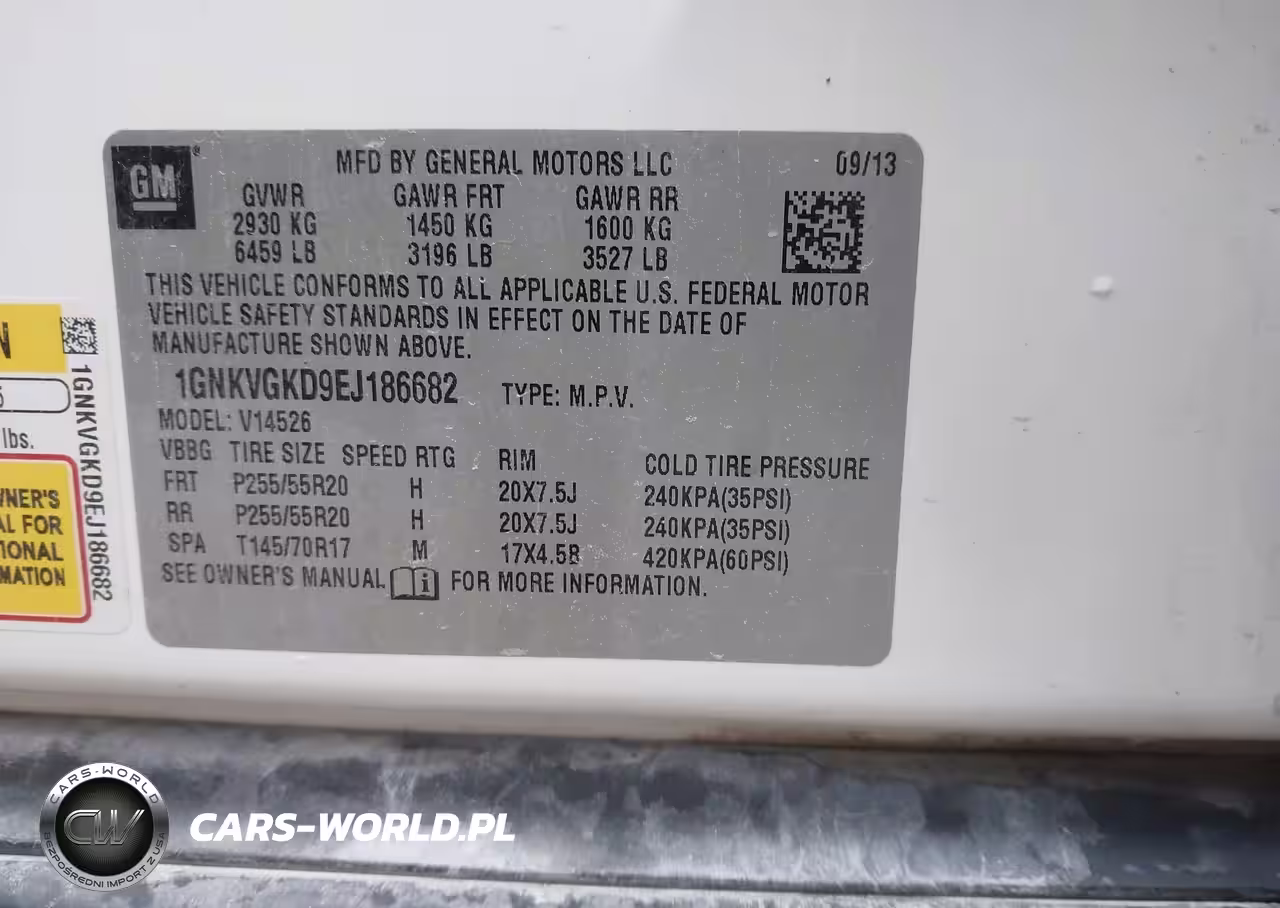 GM
MFD BY GENERAL MOTORS LLC 09/13
GVWR GAWR FRT GAWR RR
2930 KG 1450 KG 1600 KG
6459 LB 3196 LB 3527 LB
THIS VEHICLE CONFORMS TO ALL APPLICABLE U.S. FEDERAL MOTOR
VEHICLE SAFETY STANDARDS IN EFFECT ON THE DATE OF
MANUFACTURE SHOWN ABOVE.
1GNKVGKD9EJ186682 TYPE: M.P.V.
MODEL: V14526
VBBG TIRE SIZE SPEED RTG RIM COLD TIRE PRESSURE
FRT P255/55R20 H 20X7.5J 240KPA(35PSI)
RR P255/55R20 H 20X7.5J 240KPA(35PSI)
SPA T145/70R17 M 17X4.5B 420KPA(60PSI)
SEE OWNER'S MANUAL i FOR MORE INFORMATION.
1GNKVGKD9EJ186682
N
lbs.
WNER'S
AL FOR
TIONAL
MATION
CARS-WORLD
CW
BEZPOŚREDNI IMPORT Z USA
CARS-WORLD.PL